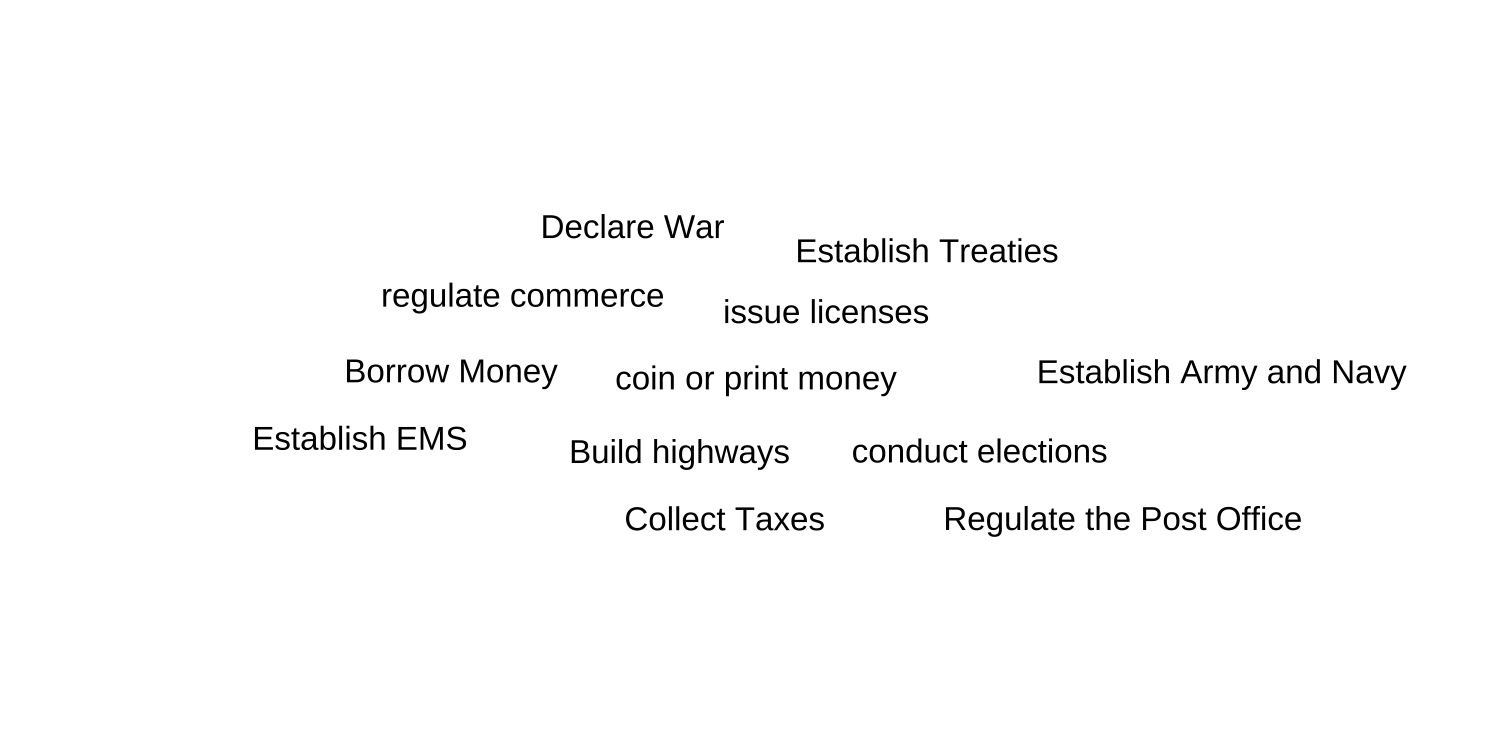 Declare War
Establish Treaties
regulate commerce
issue licenses
Borrow Money
coin or print money
Establish Army and Navy
Establish EMS
Build highways
conduct elections
Collect Taxes
Regulate the Post Office